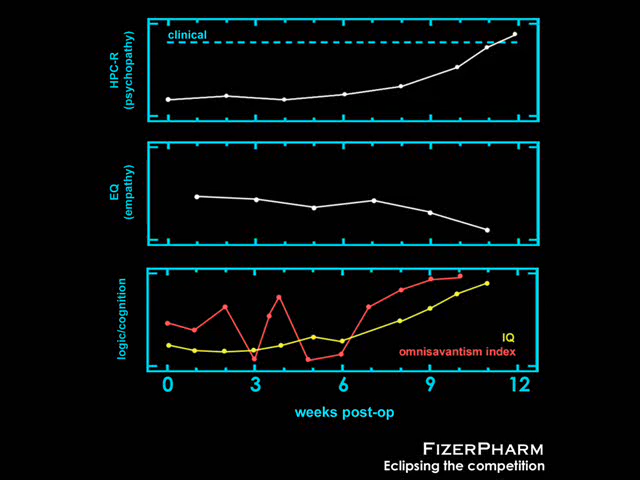 clinical
HPC-R
(psychopathy)
EQ
(empathy)
logic/cognition
IQ
omnisavantism index
0 3 6 9 12
weeks post-op
FIZERPHARM
Eclipsing the competition